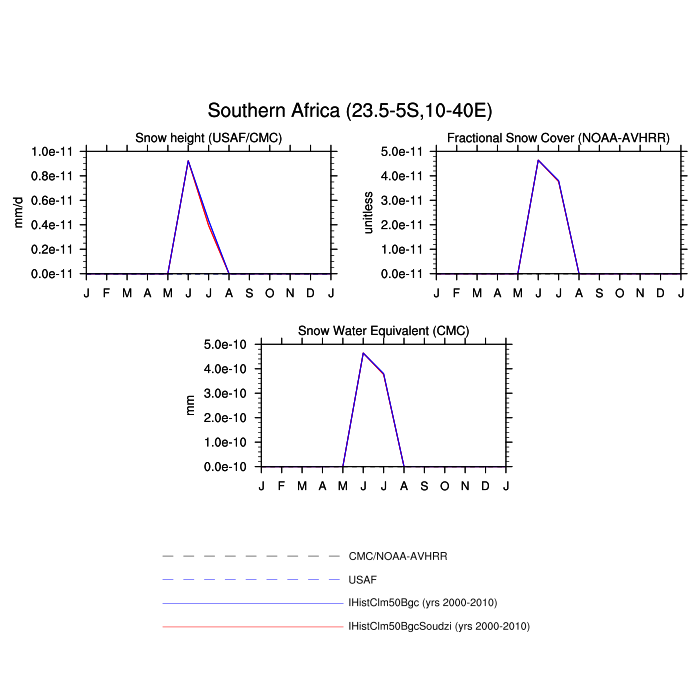 Southern Africa (23.5-5S,10-40E)
Snow height (USAF/CMC)
mm/d
1.0e-11
0.8e-11
0.6e-11
0.4e-11
0.2e-11
0.0e-11
J F M A M J J A S O N D J
Fractional Snow Cover (NOAA-AVHRR)
unitless
5.0e-11
4.0e-11
3.0e-11
2.0e-11
1.0e-11
0.0e-11
J F M A M J J A S O N D J
Snow Water Equivalent (CMC)
mm
5.0e-10
4.0e-10
3.0e-10
2.0e-10
1.0e-10
0.0e-10
J F M A M J J A S O N D J
CMC/NOAA-AVHRR
USAF
IHistClm50Bgc (yrs 2000-2010)
IHistClm50BgcSoudzi (yrs 2000-2010)